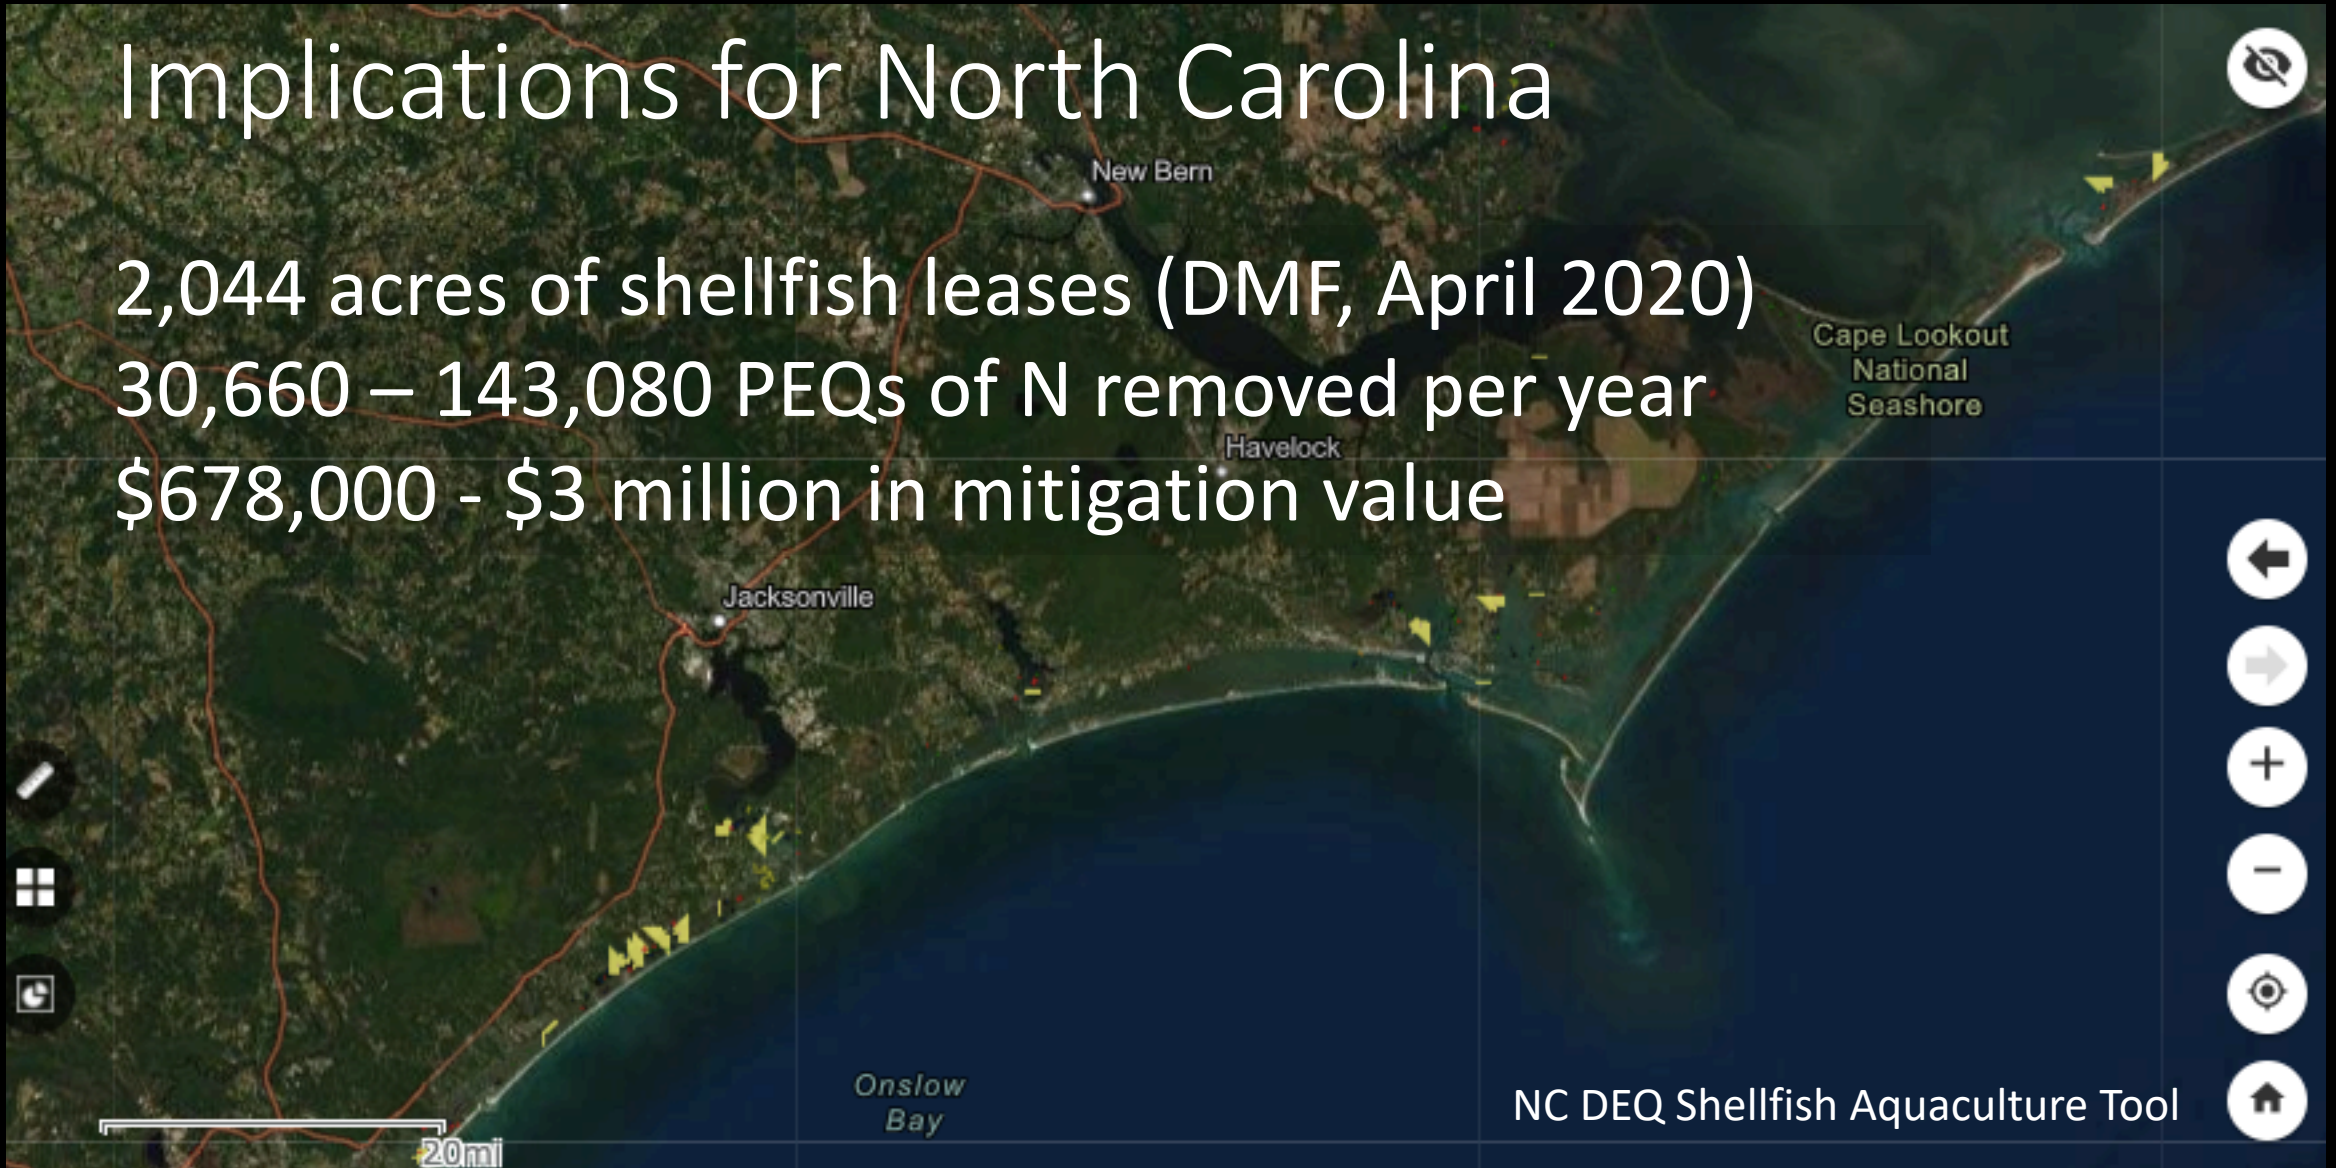 Implications for North Carolina
New Bern
2,044 acres of shellfish leases (DMF, April 2020)
Cape Lookout
National
Seashore
30,660 – 143,080 PEQs of N removed per year
Havelock
$678,000 - $3 million in mitigation value
Jacksonville
Onslow
Bay
NC DEQ Shellfish Aquaculture Tool
20mi